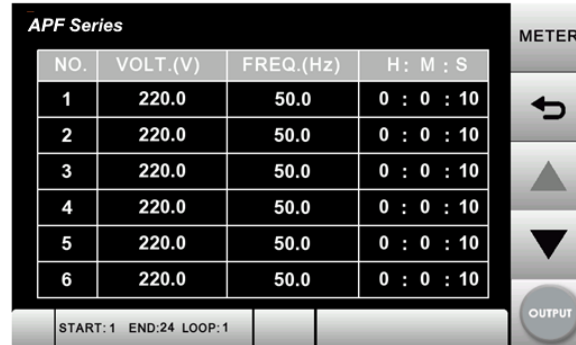 APF Series
METER
NO. VOLT.(V) FREQ.(Hz) H: M : S
1 220.0 50.0 0 : 0 : 10
2 220.0 50.0 0 : 0 : 10
3 220.0 50.0 0 : 0 : 10
4 220.0 50.0 0 : 0 : 10
5 220.0 50.0 0 : 0 : 10
6 220.0 50.0 0 : 0 : 10
OUTPUT
START:1 END:24 LOOP:1